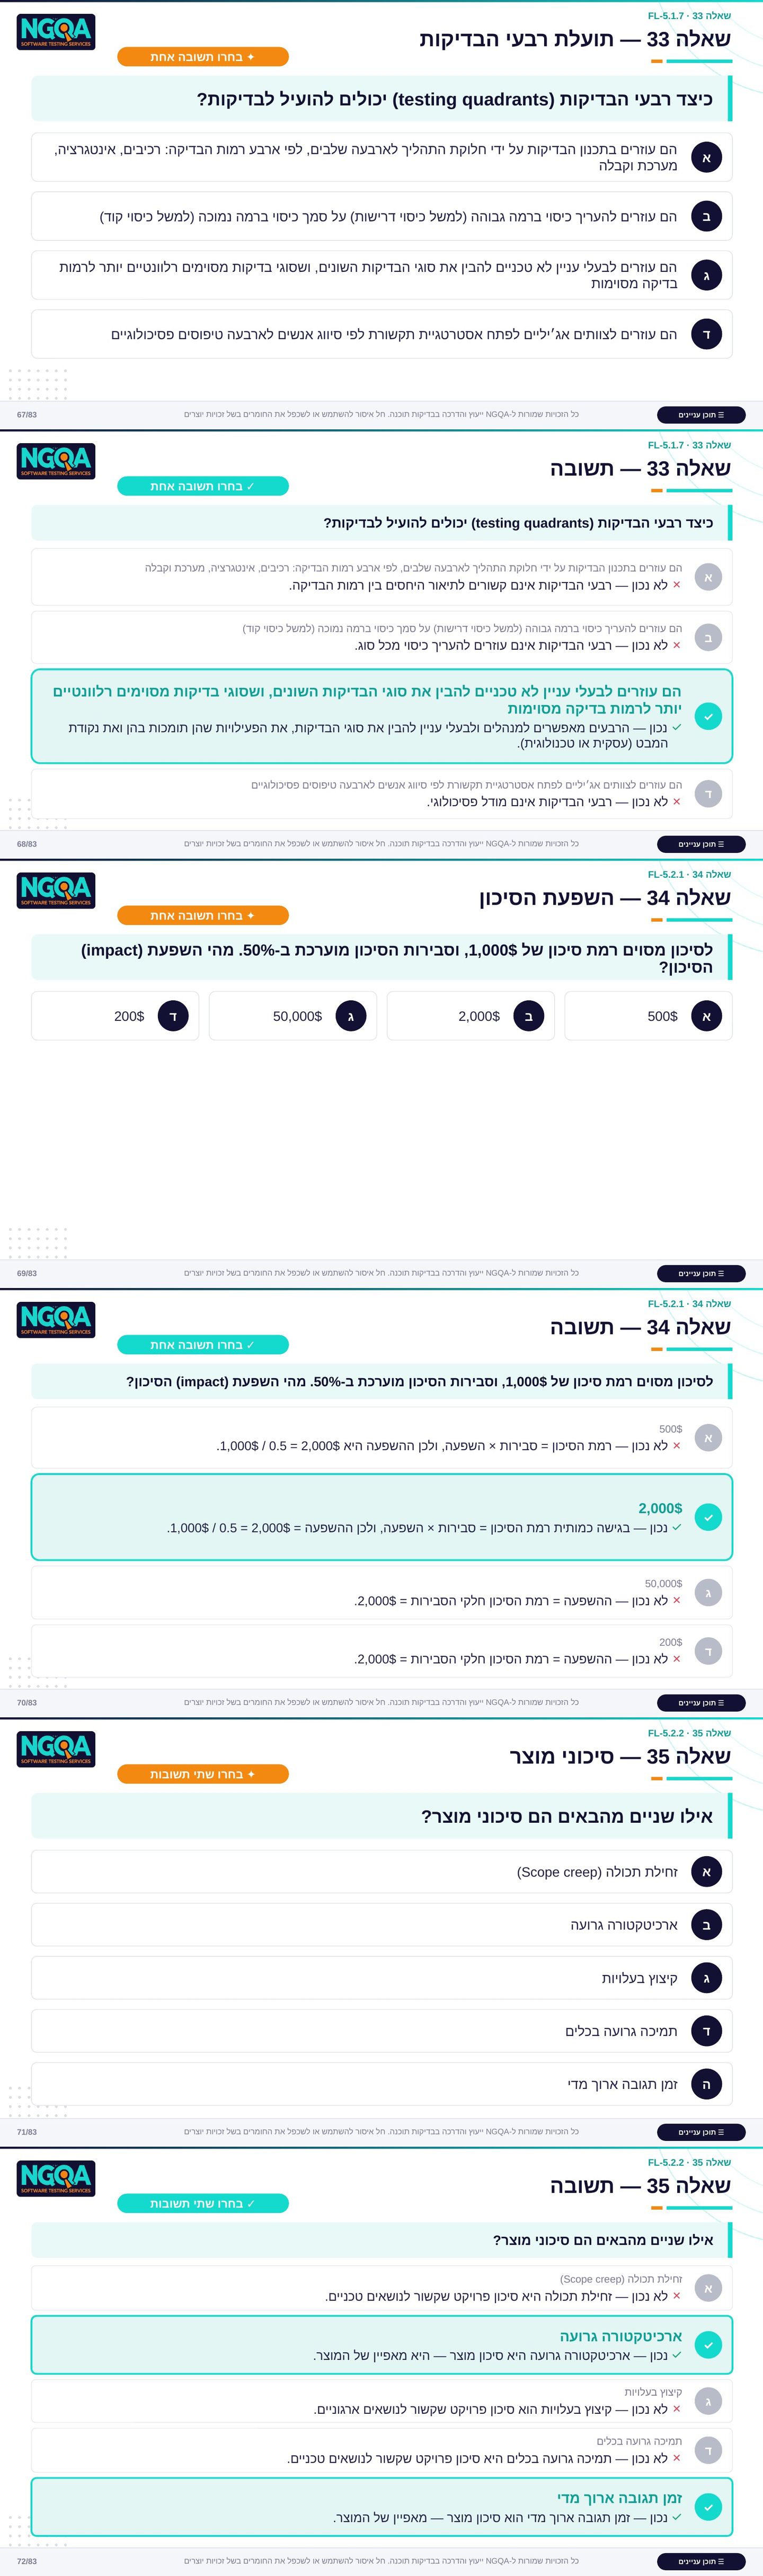 שאלה 33 · FL-5.1.7
שאלה 33 — תועלת רבעי הבדיקות
NGQA
SOFTWARE TESTING SERVICES
✦ בחרו תשובה אחת
כיצד רבעי הבדיקות (testing quadrants) יכולים להועיל לבדיקות?
א
הם עוזרים בתכנון הבדיקות על ידי חלוקת התהליך לארבעה שלבים, לפי ארבע רמות הבדיקה: רכיבים, אינטגרציה,
מערכת וקבלה
ב
הם עוזרים להעריך כיסוי ברמה גבוהה (למשל כיסוי דרישות) על סמך כיסוי ברמה נמוכה (למשל כיסוי קוד)
ג
הם עוזרים לבעלי עניין לא טכניים להבין את סוגי הבדיקות השונים, ושסוגי בדיקות מסוימים רלוונטיים יותר לרמות
בדיקה מסוימות
ד
הם עוזרים לצוותים אג׳יליים לפתח אסטרטגיית תקשורת לפי סיווג אנשים לארבעה טיפוסים פסיכולוגיים
☰ תוכן עניינים
כל הזכויות שמורות ל-NGQA ייעוץ והדרכה בבדיקות תוכנה. חל איסור להשתמש או לשכפל את החומרים בשל זכויות יוצרים
67/83
שאלה 33 · FL-5.1.7
שאלה 33 — תשובה
NGQA
SOFTWARE TESTING SERVICES
✓ בחרו תשובה אחת
כיצד רבעי הבדיקות (testing quadrants) יכולים להועיל לבדיקות?
א
הם עוזרים בתכנון הבדיקות על ידי חלוקת התהליך לארבעה שלבים, לפי ארבע רמות הבדיקה: רכיבים, אינטגרציה, מערכת וקבלה
✕ לא נכון — רבעי הבדיקות אינם קשורים לתיאור היחסים בין רמות הבדיקה.
ב
הם עוזרים להעריך כיסוי ברמה גבוהה (למשל כיסוי דרישות) על סמך כיסוי ברמה נמוכה (למשל כיסוי קוד)
✕ לא נכון — רבעי הבדיקות אינם עוזרים להעריך כיסוי מכל סוג.
✓
הם עוזרים לבעלי עניין לא טכניים להבין את סוגי הבדיקות השונים, ושסוגי בדיקות מסוימים רלוונטיים
יותר לרמות בדיקה מסוימות
✓ נכון — הרבעים מאפשרים למנהלים ולבעלי עניין להבין את סוגי הבדיקות, את הפעילויות שהן תומכות בהן ואת נקודת
המבט (עסקית או טכנולוגית).
ד
הם עוזרים לצוותים אג׳יליים לפתח אסטרטגיית תקשורת לפי סיווג אנשים לארבעה טיפוסים פסיכולוגיים
✕ לא נכון — רבעי הבדיקות אינם מודל פסיכולוגי.
☰ תוכן עניינים
כל הזכויות שמורות ל-NGQA ייעוץ והדרכה בבדיקות תוכנה. חל איסור להשתמש או לשכפל את החומרים בשל זכויות יוצרים
68/83
שאלה 34 · FL-5.2.1
שאלה 34 — השפעת הסיכון
NGQA
SOFTWARE TESTING SERVICES
✦ בחרו תשובה אחת
לסיכון מסוים רמת סיכון של 1,000$, וסבירות הסיכון מוערכת ב-50%. מהי השפעת (impact)
הסיכון?
א
500$
ב
2,000$
ג
50,000$
ד
200$
☰ תוכן עניינים
כל הזכויות שמורות ל-NGQA ייעוץ והדרכה בבדיקות תוכנה. חל איסור להשתמש או לשכפל את החומרים בשל זכויות יוצרים
69/83
שאלה 34 · FL-5.2.1
שאלה 34 — תשובה
NGQA
SOFTWARE TESTING SERVICES
✓ בחרו תשובה אחת
לסיכון מסוים רמת סיכון של 1,000$, וסבירות הסיכון מוערכת ב-50%. מהי השפעת (impact) הסיכון?
א
500$
✕ לא נכון — רמת הסיכון = סבירות × השפעה, ולכן ההשפעה היא 1,000$ / 0.5 = 2,000$.
✓
2,000$
✓ נכון — בגישה כמותית רמת הסיכון = סבירות × השפעה, ולכן ההשפעה = 1,000$ / 0.5 = 2,000$.
ג
50,000$
✕ לא נכון — ההשפעה = רמת הסיכון חלקי הסבירות = 2,000$.
ד
200$
✕ לא נכון — ההשפעה = רמת הסיכון חלקי הסבירות = 2,000$.
☰ תוכן עניינים
כל הזכויות שמורות ל-NGQA ייעוץ והדרכה בבדיקות תוכנה. חל איסור להשתמש או לשכפל את החומרים בשל זכויות יוצרים
70/83
שאלה 35 · FL-5.2.2
שאלה 35 — סיכוני מוצר
NGQA
SOFTWARE TESTING SERVICES
✦ בחרו שתי תשובות
אילו שניים מהבאים הם סיכוני מוצר?
א
זחילת תכולה (Scope creep)
ב
ארכיטקטורה גרועה
ג
קיצוץ בעלויות
ד
תמיכה גרועה בכלים
ה
זמן תגובה ארוך מדי
☰ תוכן עניינים
כל הזכויות שמורות ל-NGQA ייעוץ והדרכה בבדיקות תוכנה. חל איסור להשתמש או לשכפל את החומרים בשל זכויות יוצרים
71/83
שאלה 35 · FL-5.2.2
שאלה 35 — תשובה
NGQA
SOFTWARE TESTING SERVICES
✓ בחרו שתי תשובות
אילו שניים מהבאים הם סיכוני מוצר?
א
זחילת תכולה (Scope creep)
✕ לא נכון — זחילת תכולה היא סיכון פרויקט שקשור לנושאים טכניים.
✓
ארכיטקטורה גרועה
✓ נכון — ארכיטקטורה גרועה היא סיכון מוצר — היא מאפיין של המוצר.
ג
קיצוץ בעלויות
✕ לא נכון — קיצוץ בעלויות הוא סיכון פרויקט שקשור לנושאים ארגוניים.
ד
תמיכה גרועה בכלים
✕ לא נכון — תמיכה גרועה בכלים היא סיכון פרויקט שקשור לנושאים טכניים.
✓
זמן תגובה ארוך מדי
✓ נכון — זמן תגובה ארוך מדי הוא סיכון מוצר — מאפיין של המוצר.
☰ תוכן עניינים
כל הזכויות שמורות ל-NGQA ייעוץ והדרכה בבדיקות תוכנה. חל איסור להשתמש או לשכפל את החומרים בשל זכויות יוצרים
72/83